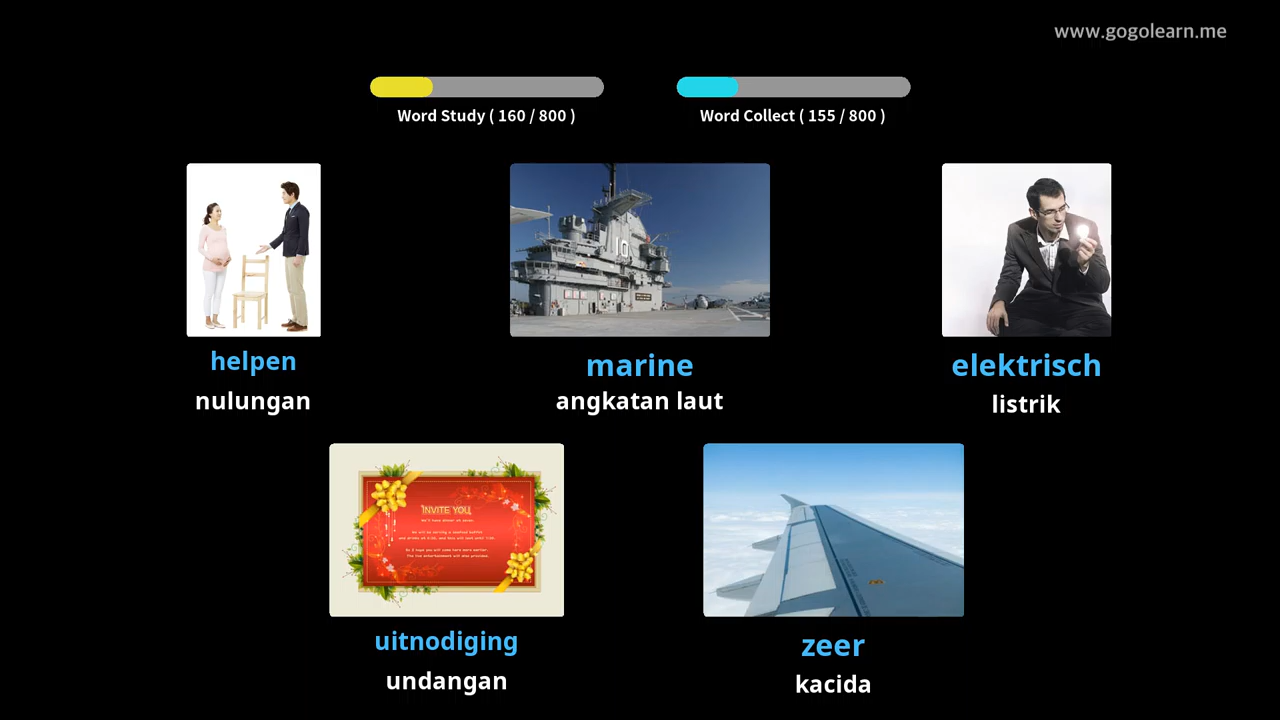 www.gogolearn.me
Word Study ( 160 / 800 )
Word Collect ( 155 / 800 )
10
helpen
marine
elektrisch
nulungan
angkatan laut
listrik
INVITE YOU
uitnodiging
zeer
undangan
kacida